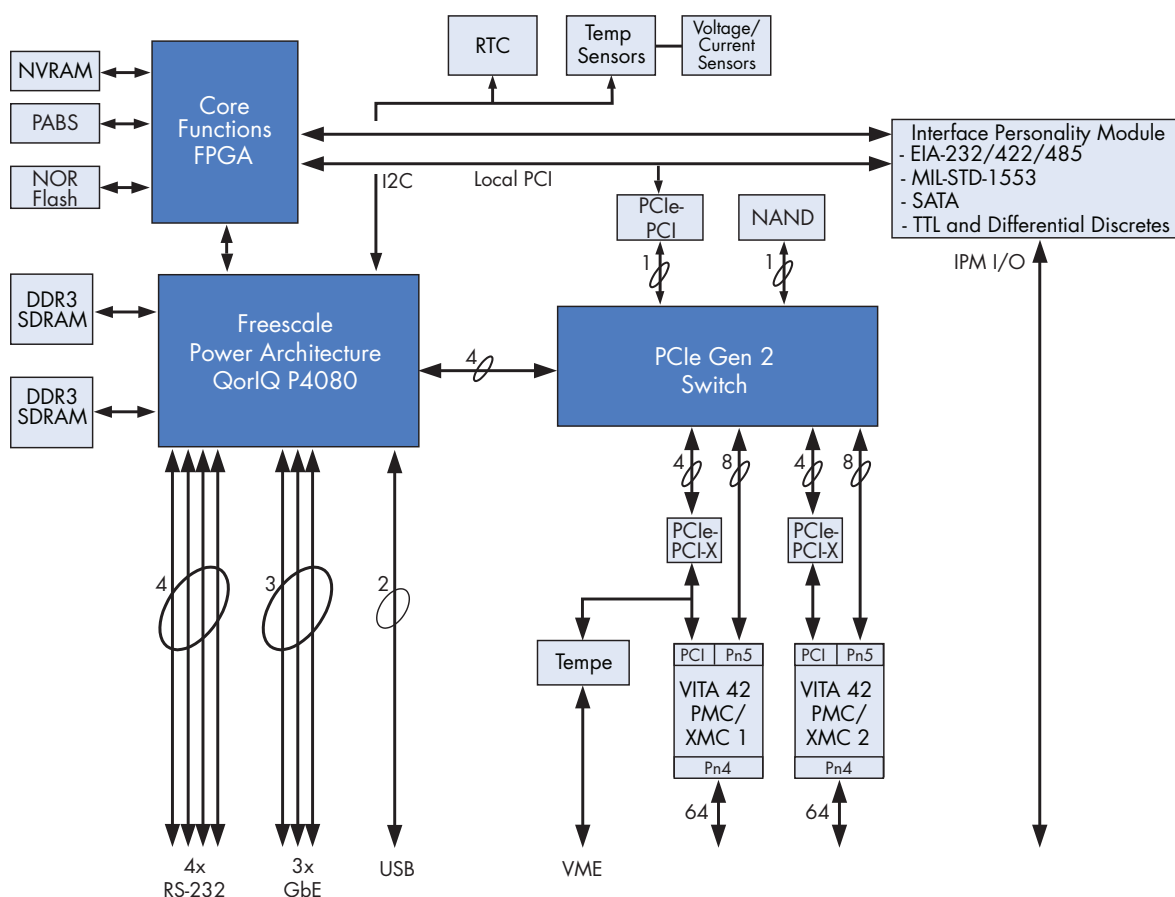 RTC
Temp
Sensors
Voltage/
Current
Sensors
NVRAM
PABS
NOR
Flash
Core
Functions
FPGA
I2C
Local PCI
Interface Personality Module
- EIA-232/422/485
- MIL-STD-1553
- SATA
- TTL and Differential Discretes
PCIe-
PCI
NAND
IPM I/O
1
1
DDR3
SDRAM
DDR3
SDRAM
Freescale
Power Architecture
QorIQ P4080
4
PCIe Gen 2
Switch
4
8
4
8
PCIe-
PCI-X
PCIe-
PCI-X
4
3
2
Tempe
PCI
Pn5
VITA 42
PMC/
XMC 1
Pn4
PCI
Pn5
VITA 42
PMC/
XMC 2
Pn4
64
64
4x
RS-232
3x
GbE
USB
VME